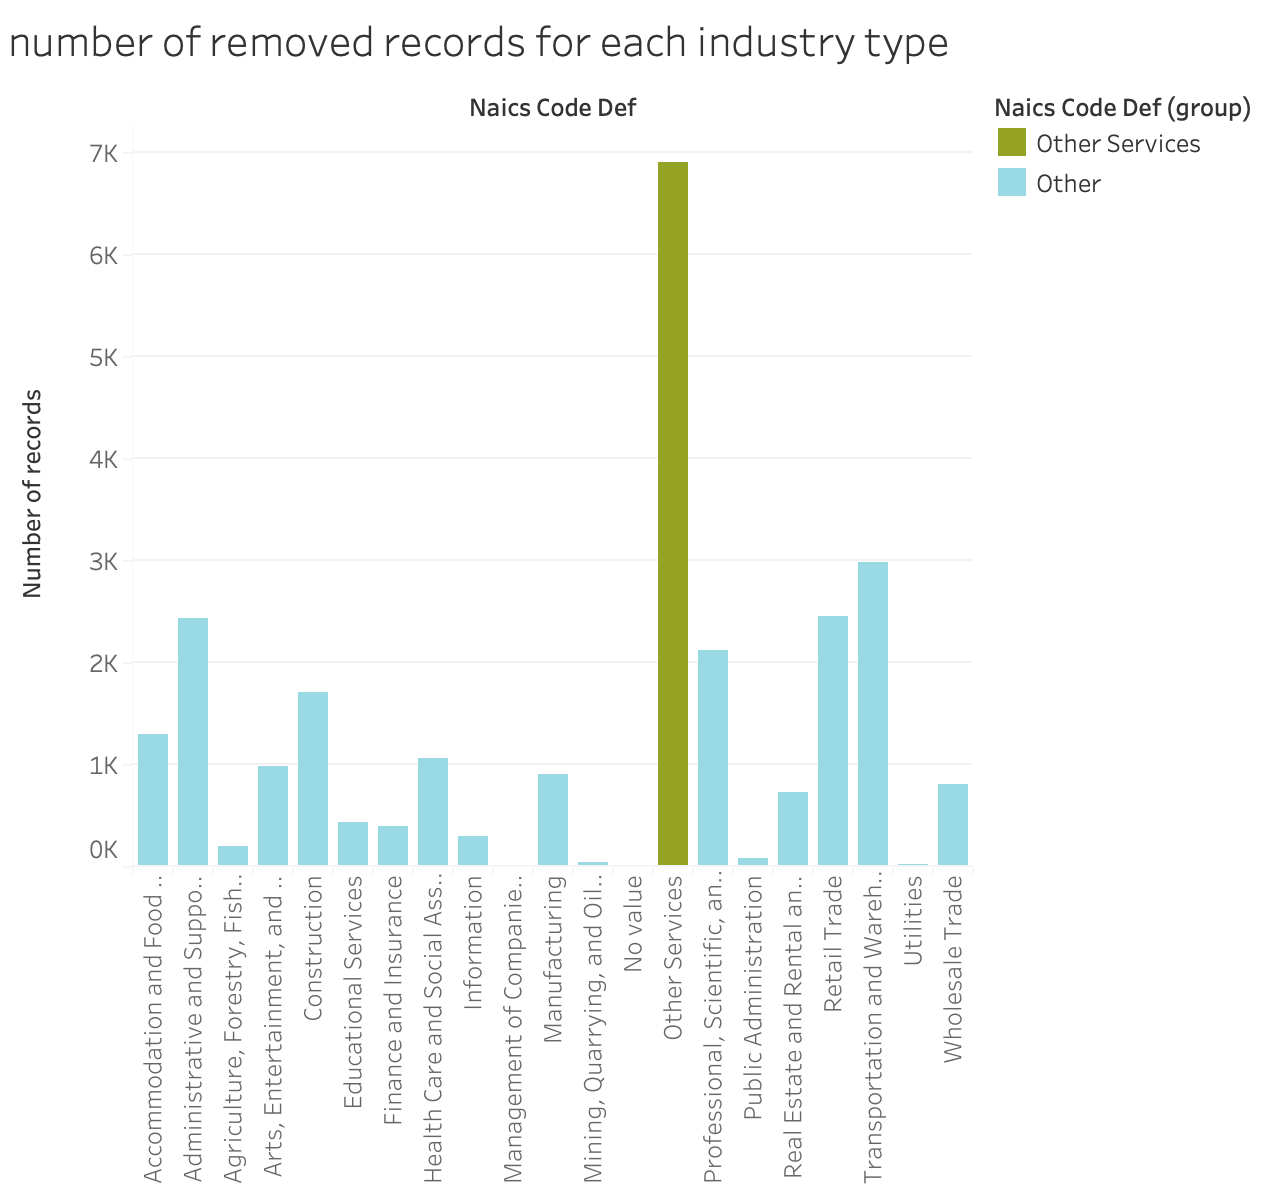 number of removed records for each industry type
Naics Code Def
Naics Code Def (group)
Other Services
Other
Number of records
7K
6K
5K
4K
3K
2K
1K
0K
Accommodation and Food ..
Administrative and Suppo..
Agriculture, Forestry, Fish..
Arts, Entertainment, and ..
Construction
Educational Services
Finance and Insurance
Health Care and Social Ass..
Information
Management of Companie..
Manufacturing
Mining, Quarrying, and Oil..
No value
Other Services
Professional, Scientific, an..
Public Administration
Real Estate and Rental an..
Retail Trade
Transportation and Wareh..
Utilities
Wholesale Trade